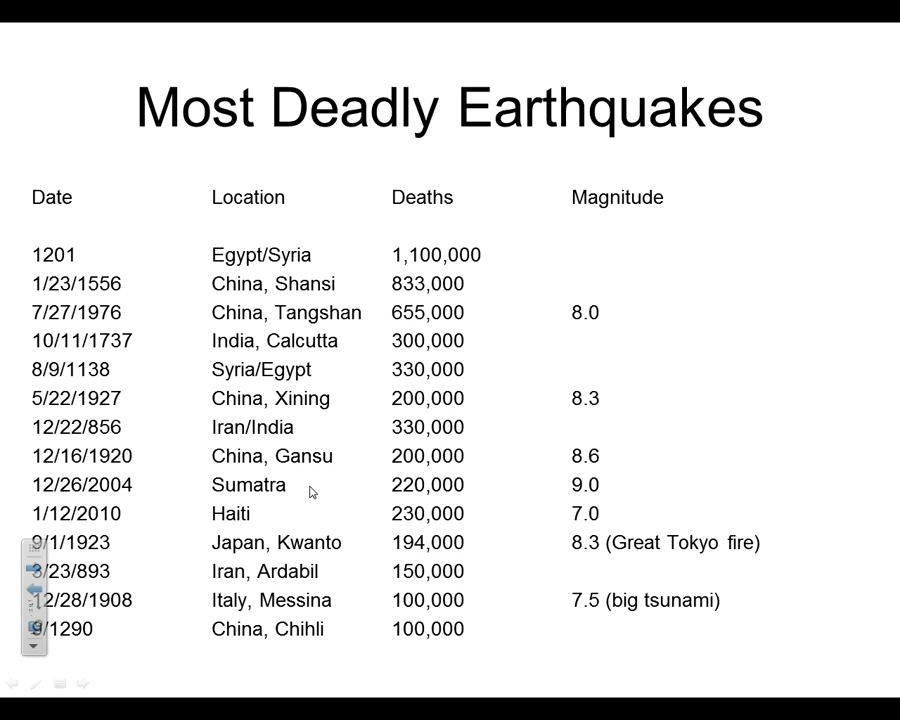 Most Deadly Earthquakes
Date Location Deaths Magnitude
1201 Egypt/Syria 1,100,000
1/23/1556 China, Shansi 833,000
7/27/1976 China, Tangshan 655,000 8.0
10/11/1737 India, Calcutta 300,000
8/9/1138 Syria/Egypt 330,000
5/22/1927 China, Xining 200,000 8.3
12/22/856 Iran/India 330,000
12/16/1920 China, Gansu 200,000 8.6
12/26/2004 Sumatra 220,000 9.0
1/12/2010 Haiti 230,000 7.0
9/1/1923 Japan, Kwanto 194,000 8.3 (Great Tokyo fire)
3/23/893 Iran, Ardabil 150,000
12/28/1908 Italy, Messina 100,000 7.5 (big tsunami)
9/1290 China, Chihli 100,000